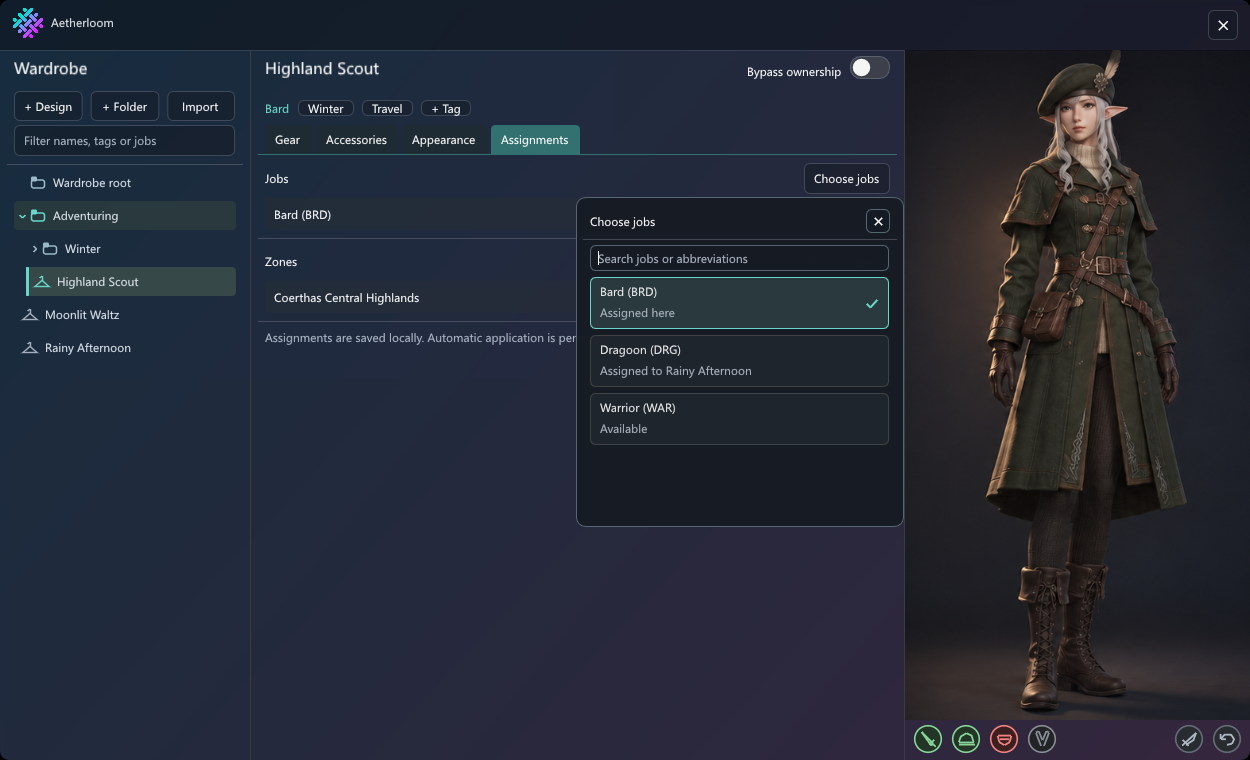 Aetherloom
Wardrobe
+ Design
+ Folder
Import
Filter names, tags or jobs
Wardrobe root
Adventuring
Winter
Highland Scout
Moonlit Waltz
Rainy Afternoon
Highland Scout
Bypass ownership
Bard
Winter
Travel
+ Tag
Gear
Accessories
Appearance
Assignments
Jobs
Choose jobs
Bard (BRD)
Zones
Coerthas Central Highlands
Assignments are saved locally. Automatic application is per
Choose jobs
Search jobs or abbreviations
Bard (BRD)
Assigned here
Dragoon (DRG)
Assigned to Rainy Afternoon
Warrior (WAR)
Available